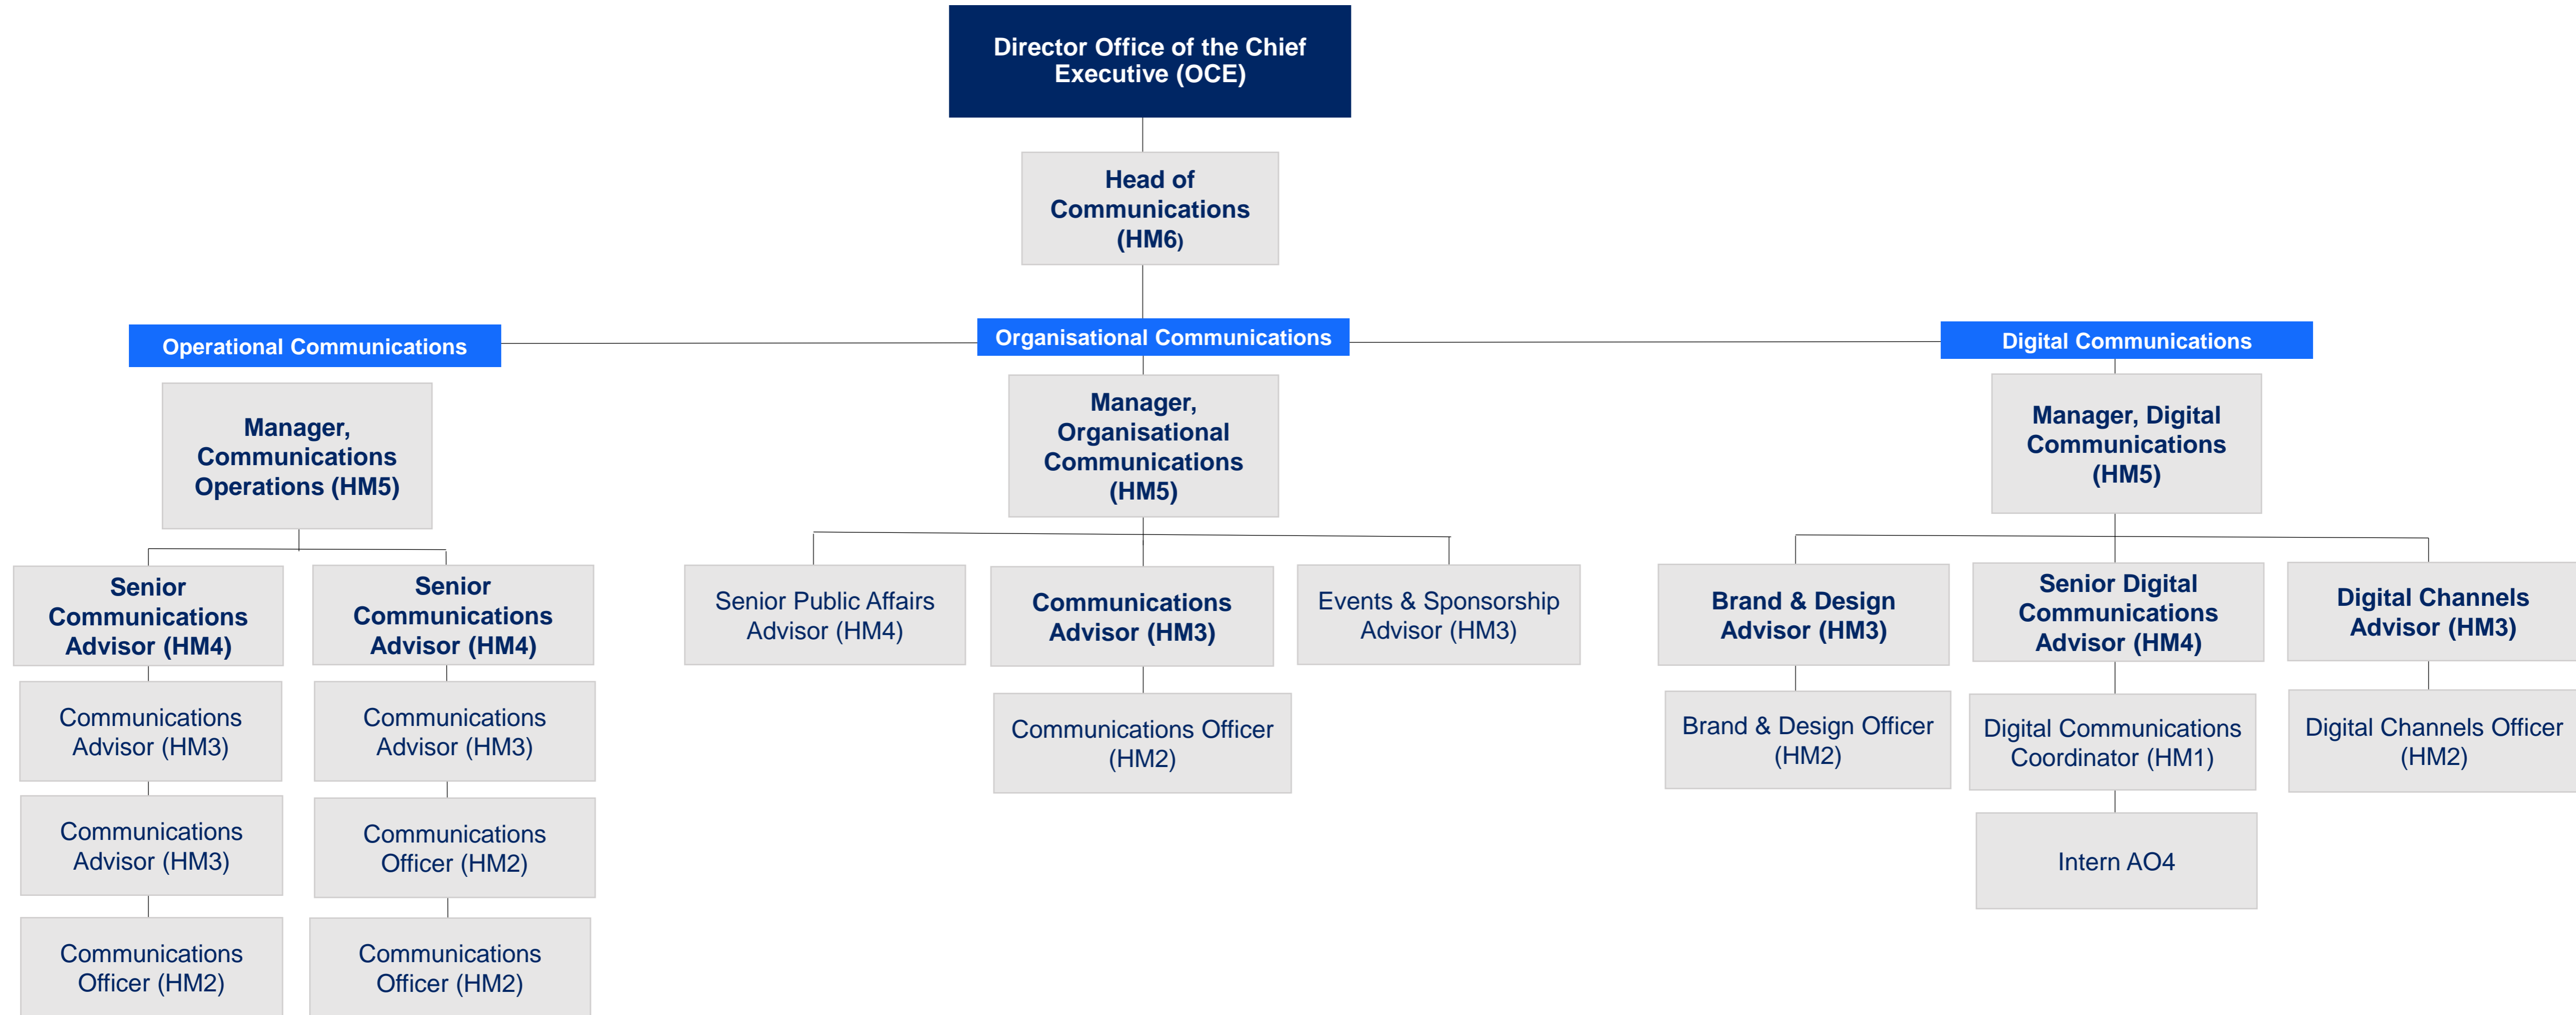 Director Office of the Chief
Executive (OCE)
Head of
Communications
(HM6)
Operational Communications
Organisational Communications
Digital Communications
Manager,
Communications
Operations (HM5)
Manager,
Organisational
Communications
(HM5)
Manager, Digital
Communications
(HM5)
Senior
Communications
Advisor (HM4)
Senior
Communications
Advisor (HM4)
Senior Public Affairs
Advisor (HM4)
Communications
Advisor (HM3)
Events & Sponsorship
Advisor (HM3)
Brand & Design
Advisor (HM3)
Senior Digital
Communications
Advisor (HM4)
Digital Channels
Advisor (HM3)
Communications
Advisor (HM3)
Communications
Advisor (HM3)
Communications Officer
(HM2)
Brand & Design Officer
(HM2)
Digital Communications
Coordinator (HM1)
Digital Channels Officer
(HM2)
Communications
Advisor (HM3)
Communications
Officer (HM2)
Intern AO4
Communications
Officer (HM2)
Communications
Officer (HM2)